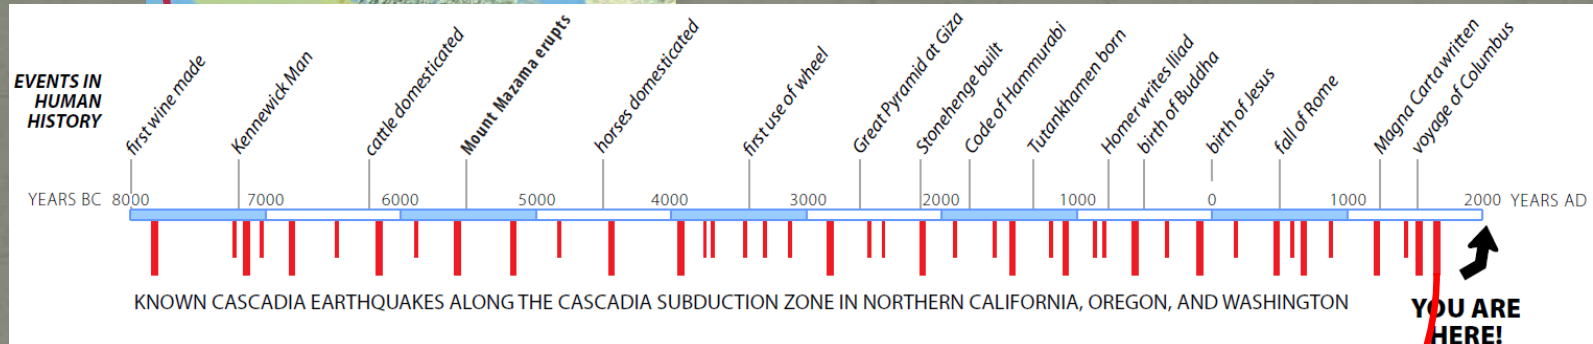 EVENTS IN
HUMAN
HISTORY
first wine made
Kennewick Man
cattle domesticated
Mount Mazama erupts
horses domesticated
first use of wheel
Great Pyramid at Giza
Stonehenge built
Code of Hammurabi
Tutankhamen born
Homer writes Iliad
birth of Buddha
birth of Jesus
fall of Rome
Magna Carta written
voyage of Columbus
YEARS BC 8000 7000 6000 5000 4000 3000 2000 1000 0 1000 2000 YEARS AD
KNOWN CASCADIA EARTHQUAKES ALONG THE CASCADIA SUBDUCTION ZONE IN NORTHERN CALIFORNIA, OREGON, AND WASHINGTON
YOU ARE
HERE!